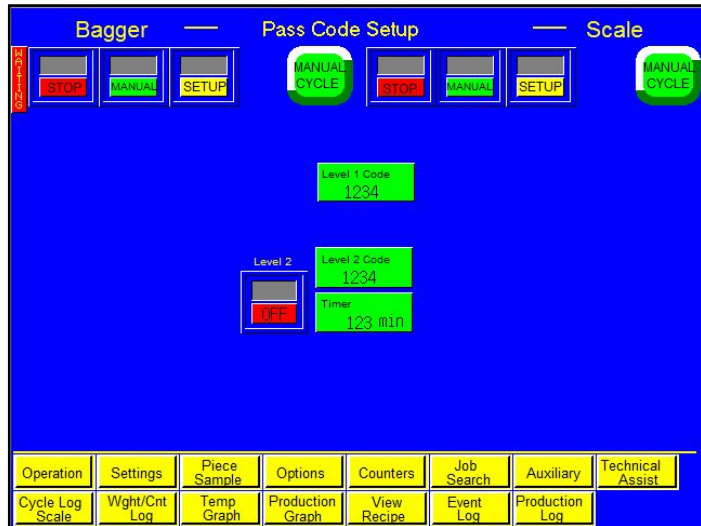 Bagger — Pass Code Setup — Scale
WAITING
STOP MANUAL SETUP MANUAL CYCLE STOP MANUAL SETUP MANUAL CYCLE
Level 1 Code
1234
Level 2
Level 2 Code
1234
OFF
Timer
123 min
Operation Settings Piece Sample Options Counters Job Search Auxiliary Technical Assist
Cycle Log Scale Wght/Cnt Log Temp Graph Production Graph View Recipe Event Log Production Log